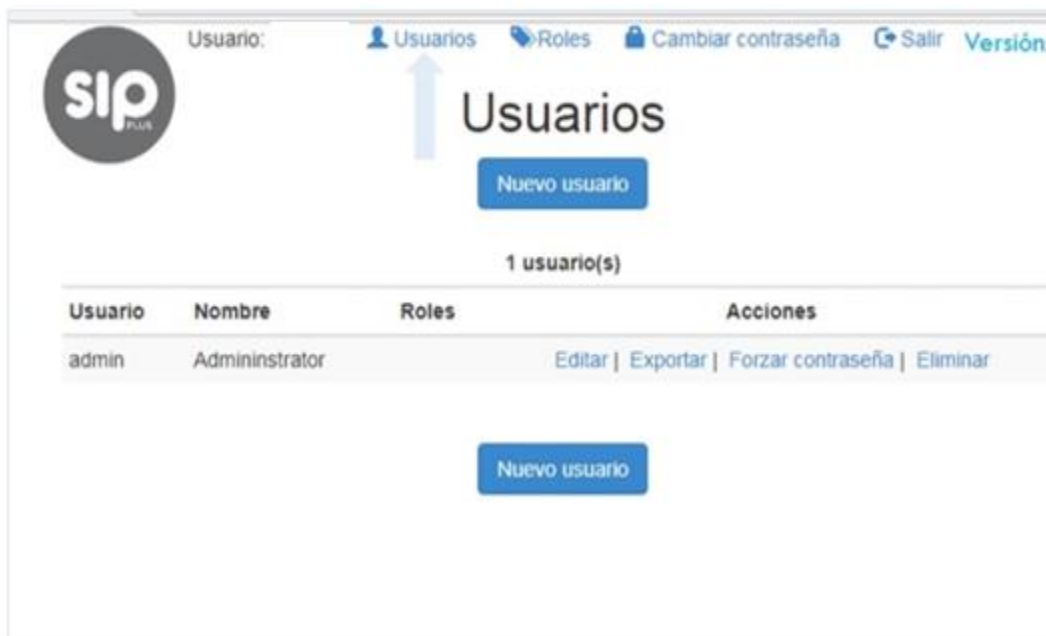 Usuario: Usuarios Roles Cambiar contraseña Salir Versión
sip
PLUS
Usuarios
Nuevo usuario
1 usuario(s)
Usuario Nombre Roles Acciones
admin Admininstrator Editar | Exportar | Forzar contraseña | Eliminar
Nuevo usuario